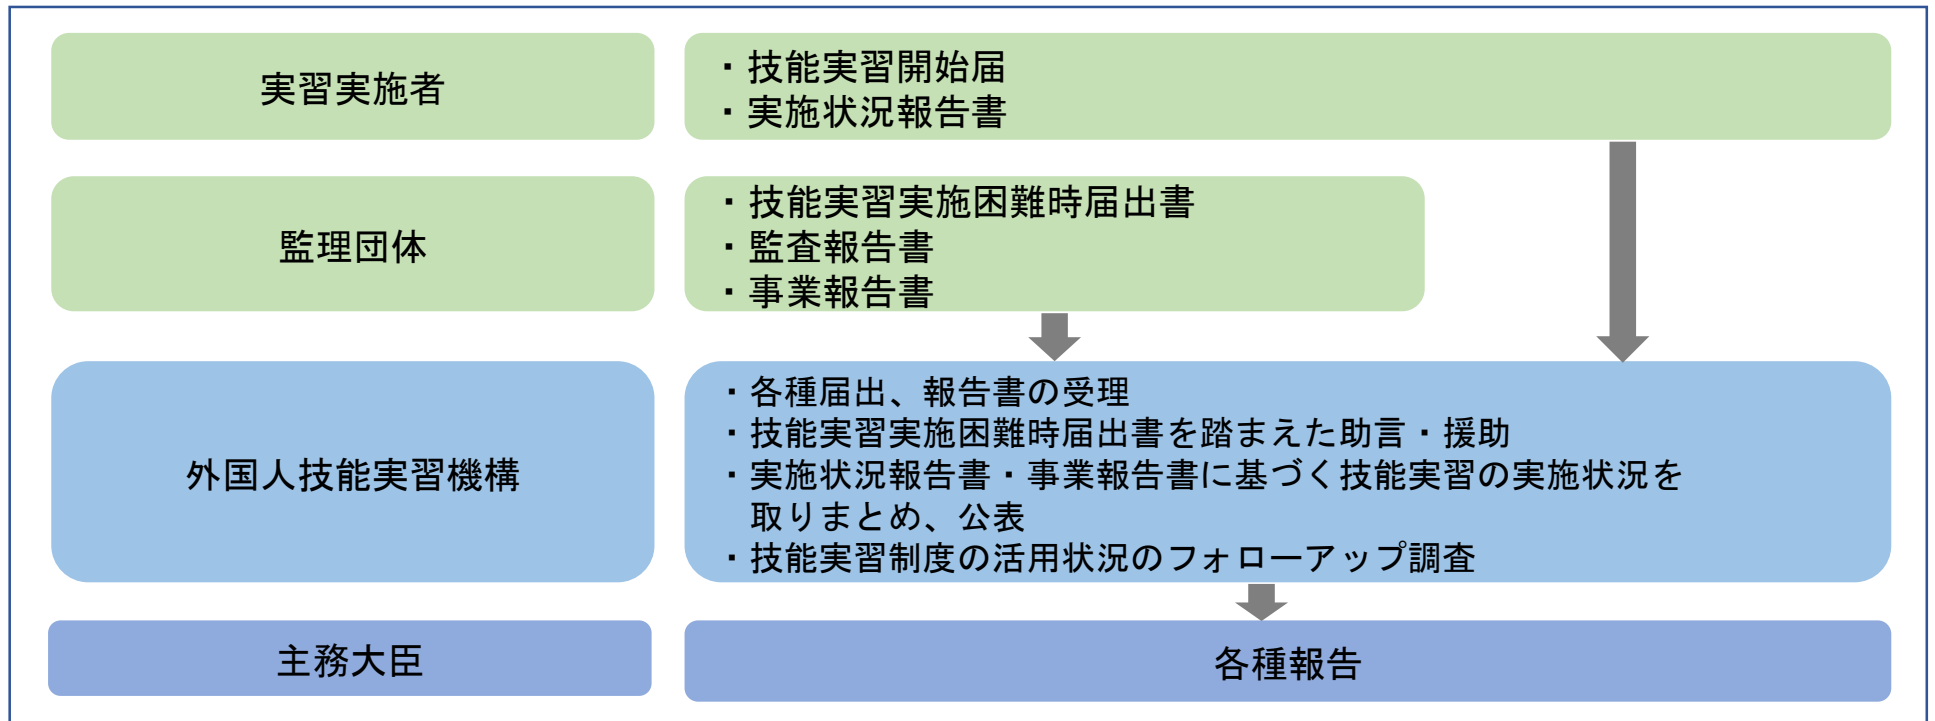 実習実施者
・技能実習開始届
・実施状況報告書
監理団体
・技能実習実施困難時届出書
・監査報告書
・事業報告書
外国人技能実習機構
・各種届出、報告書の受理
・技能実習実施困難時届出書を踏まえた助言・援助
・実施状況報告書・事業報告書に基づく技能実習の実施状況を
取りまとめ、公表
・技能実習制度の活用状況のフォローアップ調査
主務大臣
各種報告